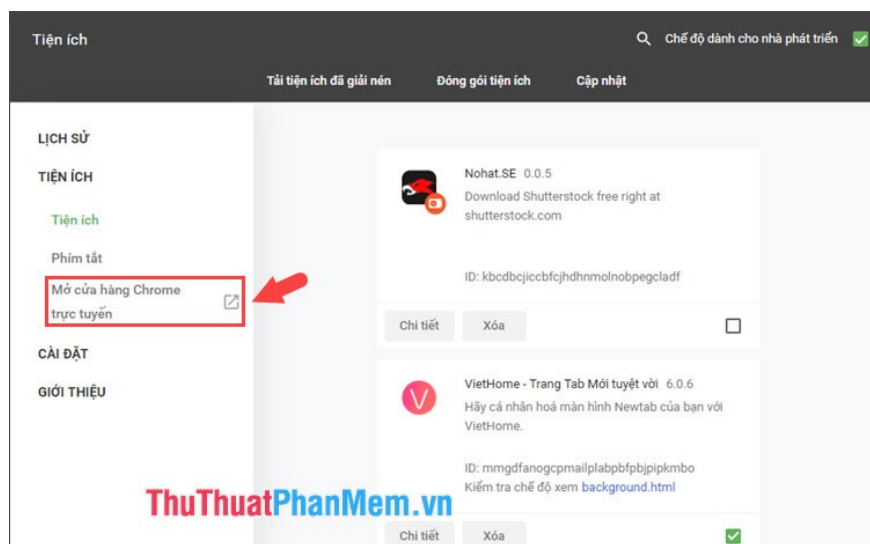 Tiện ích
Chế độ dành cho nhà phát triển
Tải tiện ích đã giải nén
Đóng gói tiện ích
Cập nhật
LỊCH SỬ
TIỆN ÍCH
Tiện ích
Phím tắt
Mở cửa hàng Chrome
trực tuyến
CÀI ĐẶT
GIỚI THIỆU
Nohat.SE 0.0.5
Download Shutterstock free right at
shutterstock.com
ID: kbcdbcjiccbfcjhdhnmolnobpegcladf
Chi tiết
Xóa
VietHome - Trang Tab Mới tuyệt vời 6.0.6
Hãy cá nhân hoá màn hình Newtab của bạn với
VietHome.
ID: mmgdfanogcpmailplabpbfpbjpipkmbo
Kiểm tra chế độ xem background.html
Chi tiết
Xóa
ThuThuatPhanMem.vn